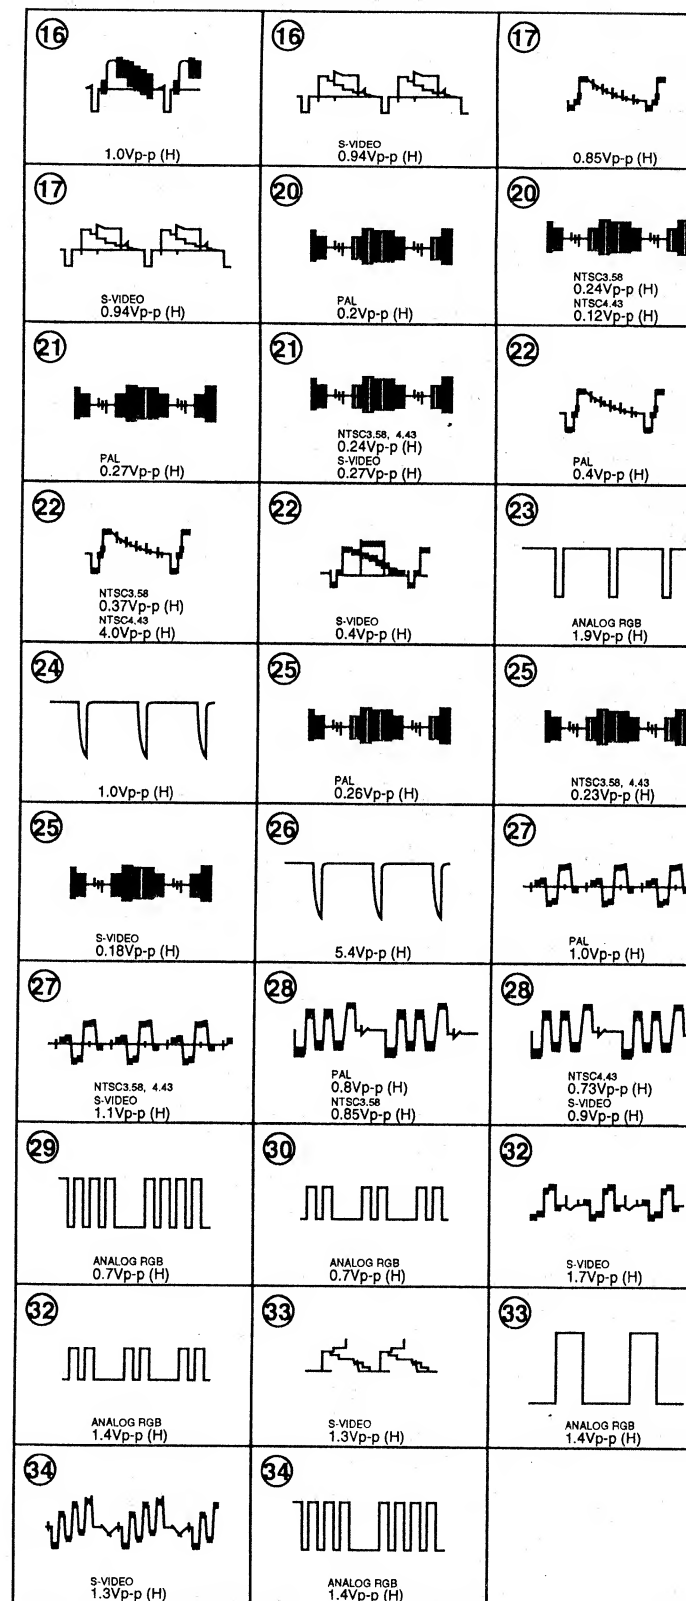 16
1.0Vp-p (H)
16
S-VIDEO
0.94Vp-p (H)
17
0.85Vp-p (H)
17
S-VIDEO
0.94Vp-p (H)
20
PAL
0.2Vp-p (H)
20
NTSC3.58
0.24Vp-p (H)
NTSC4.43
0.12Vp-p (H)
21
PAL
0.27Vp-p (H)
21
NTSC3.58, 4.43
0.24Vp-p (H)
S-VIDEO
0.27Vp-p (H)
22
PAL
0.4Vp-p (H)
22
NTSC3.58
0.37Vp-p (H)
NTSC4.43
4.0Vp-p (H)
22
S-VIDEO
0.4Vp-p (H)
23
ANALOG RGB
1.9Vp-p (H)
24
1.0Vp-p (H)
25
PAL
0.26Vp-p (H)
25
NTSC3.58, 4.43
0.23Vp-p (H)
25
S-VIDEO
0.18Vp-p (H)
26
5.4Vp-p (H)
27
PAL
1.0Vp-p (H)
27
NTSC3.58, 4.43
S-VIDEO
1.1Vp-p (H)
28
PAL
0.8Vp-p (H)
NTSC3.58
0.85Vp-p (H)
28
NTSC4.43
0.73Vp-p (H)
S-VIDEO
0.9Vp-p (H)
29
ANALOG RGB
0.7Vp-p (H)
30
ANALOG RGB
0.7Vp-p (H)
32
S-VIDEO
1.7Vp-p (H)
32
ANALOG RGB
1.4Vp-p (H)
33
S-VIDEO
1.3Vp-p (H)
33
ANALOG RGB
1.4Vp-p (H)
34
S-VIDEO
1.3Vp-p (H)
34
ANALOG RGB
1.4Vp-p (H)